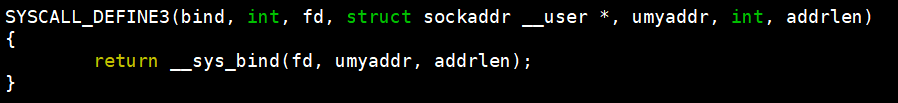 SYSCALL_DEFINE3(bind, int, fd, struct sockaddr __user *, umyaddr, int, addrlen)
{
        return __sys_bind(fd, umyaddr, addrlen);
}